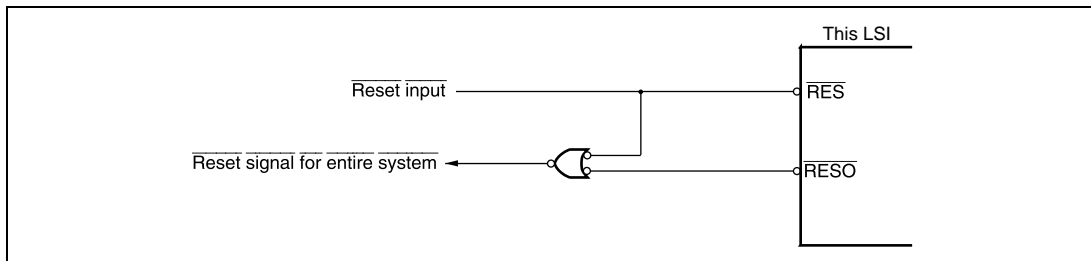 This LSI
Reset input
RES
Reset signal for entire system
RESO